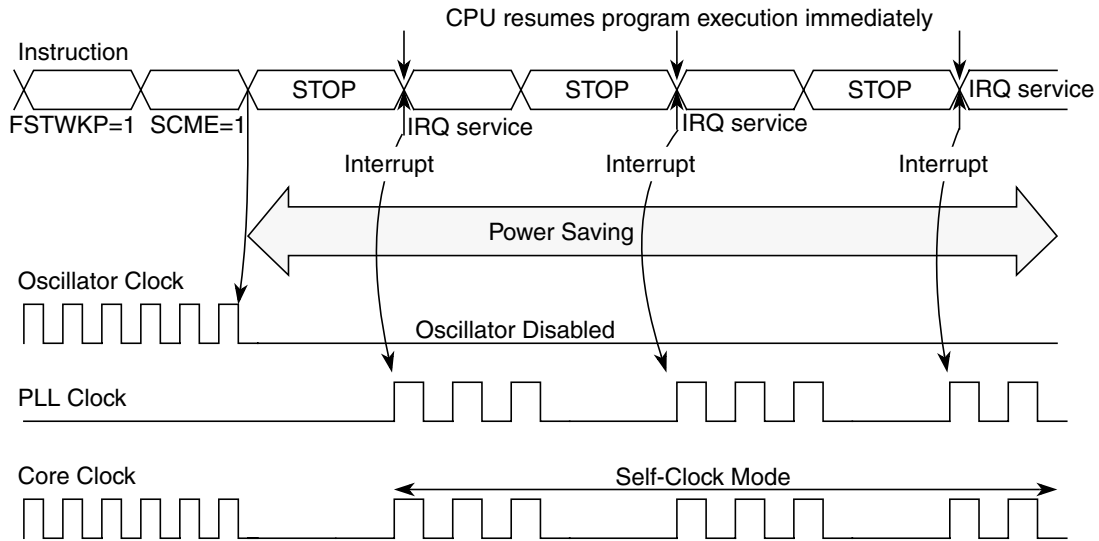 CPU resumes program execution immediately
Instruction
STOP
STOP
STOP
IRQ service
FSTWKP=1
SCME=1
IRQ service
IRQ service
Interrupt
Interrupt
Interrupt
Power Saving
Oscillator Clock
Oscillator Disabled
PLL Clock
Core Clock
Self-Clock Mode